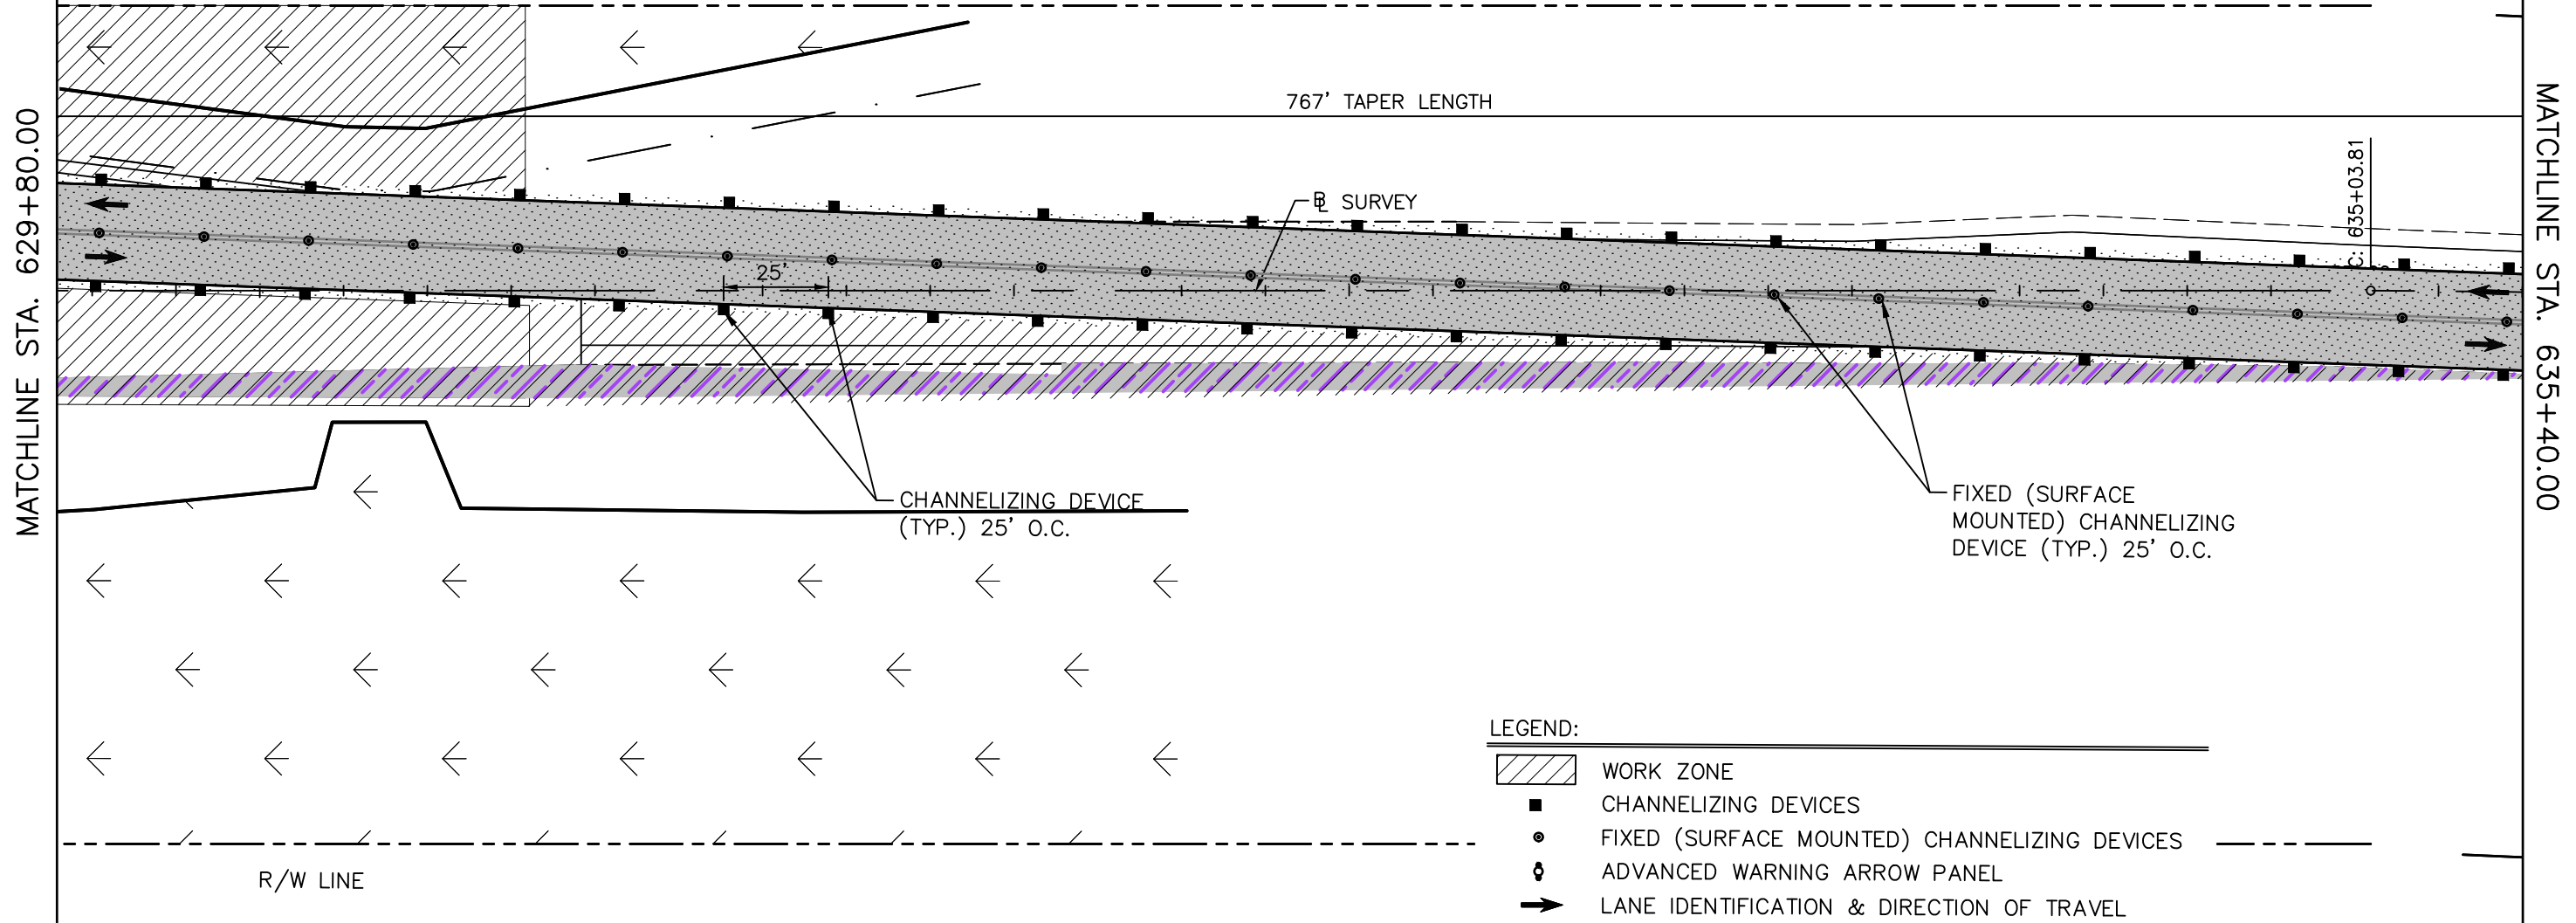 767' TAPER LENGTH
MATCHLINE STA. 629+80.00
MATCHLINE STA. 635+40.00
635+03.81
BL SURVEY
25'
CHANNELIZING DEVICE
(TYP.) 25' O.C.
FIXED (SURFACE
MOUNTED) CHANNELIZING
DEVICE (TYP.) 25' O.C.
LEGEND:
WORK ZONE
CHANNELIZING DEVICES
FIXED (SURFACE MOUNTED) CHANNELIZING DEVICES
ADVANCED WARNING ARROW PANEL
LANE IDENTIFICATION & DIRECTION OF TRAVEL
R/W LINE